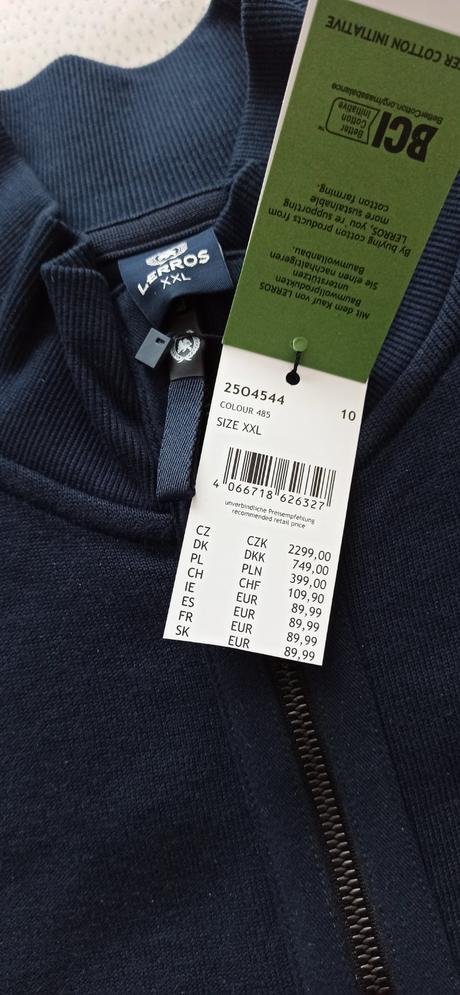 LERROS
XXL
Mit dem Kauf von LERROS
Baumwollprodukten
unterstützen
Sie einen nachhaltigeren
Baumwollanbau.
By buying cotton products from
LERROS, you're supporting
more sustainable
cotton farming.
BCI Better
Cotton
Initiative
™
BetterCotton.org/massbalance
COTTON INITIATIVE
2504544
COLOUR 485 10
SIZE XXL
4 066718 626327
unverbindliche Preisempfehlung
recommended retail price
CZ CZK 2299,00
DK DKK 749,00
PL PLN 399,00
CH CHF 109,90
IE EUR 89,99
ES EUR 89,99
FR EUR 89,99
SK EUR 89,99